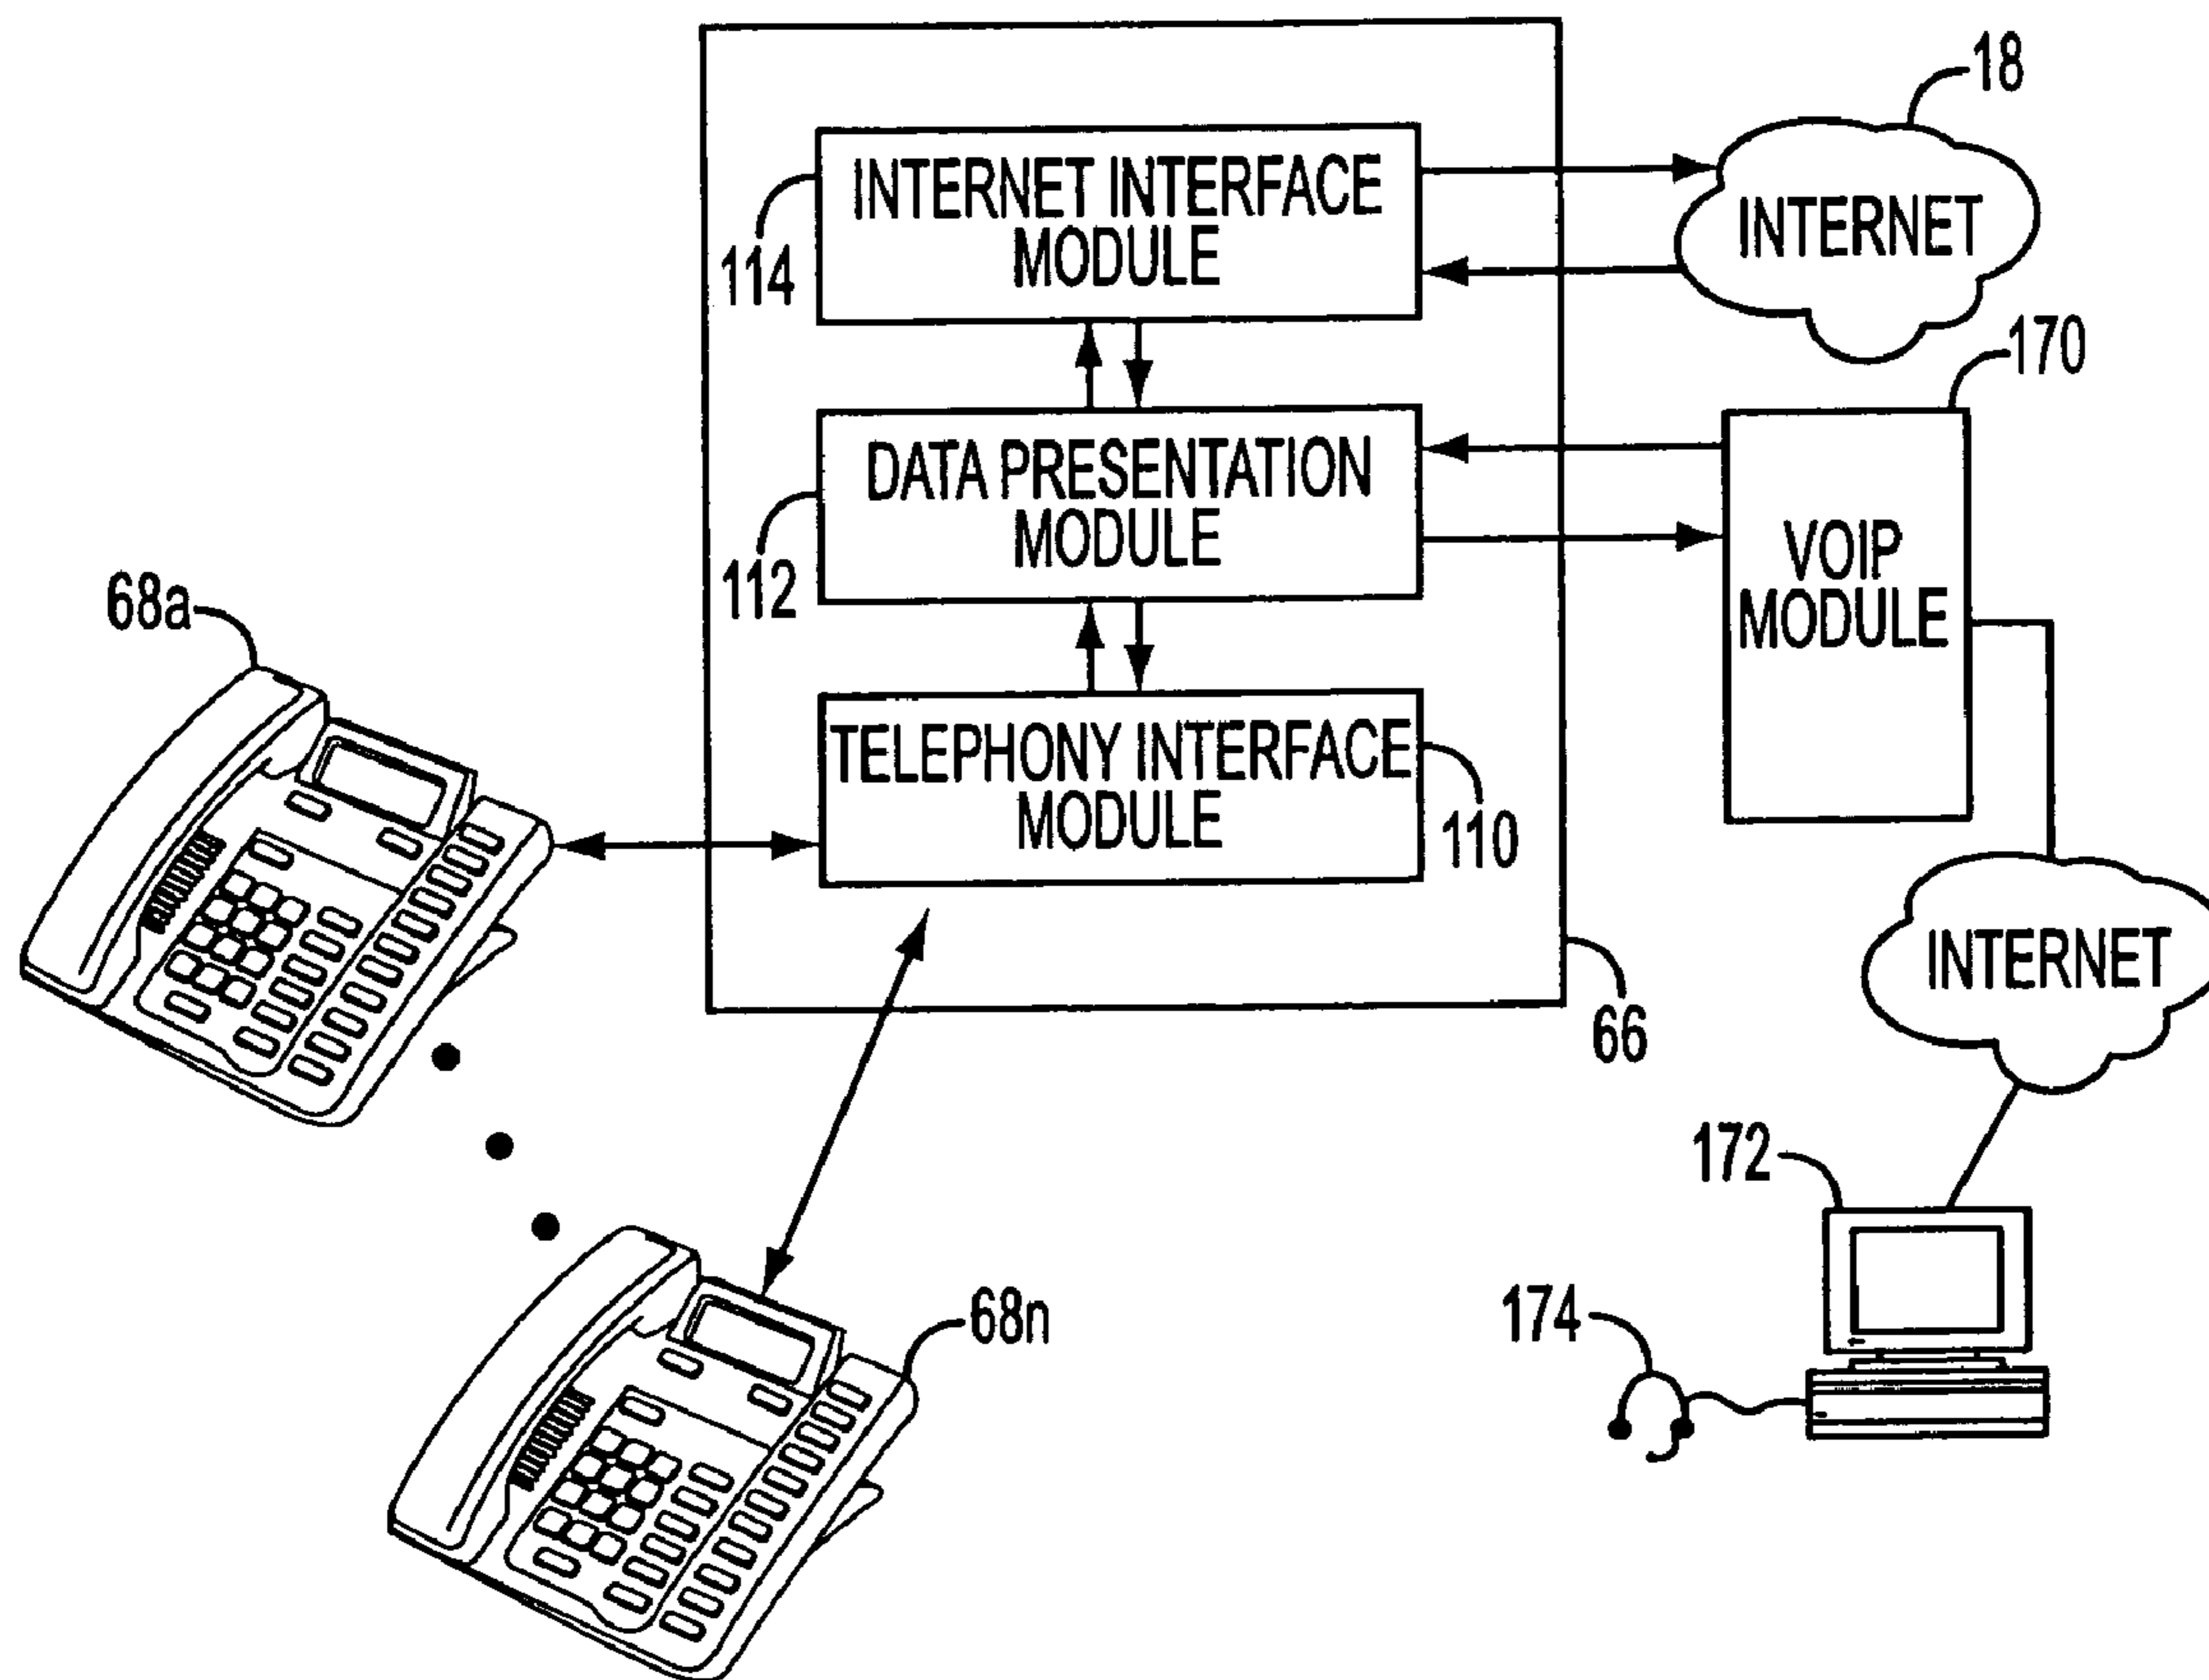 18
INTERNET INTERFACE
MODULE
114
INTERNET
170
DATA PRESENTATION
MODULE
112
VOIP
MODULE
68a
TELEPHONY INTERFACE
MODULE
110
INTERNET
66
172
174
68n